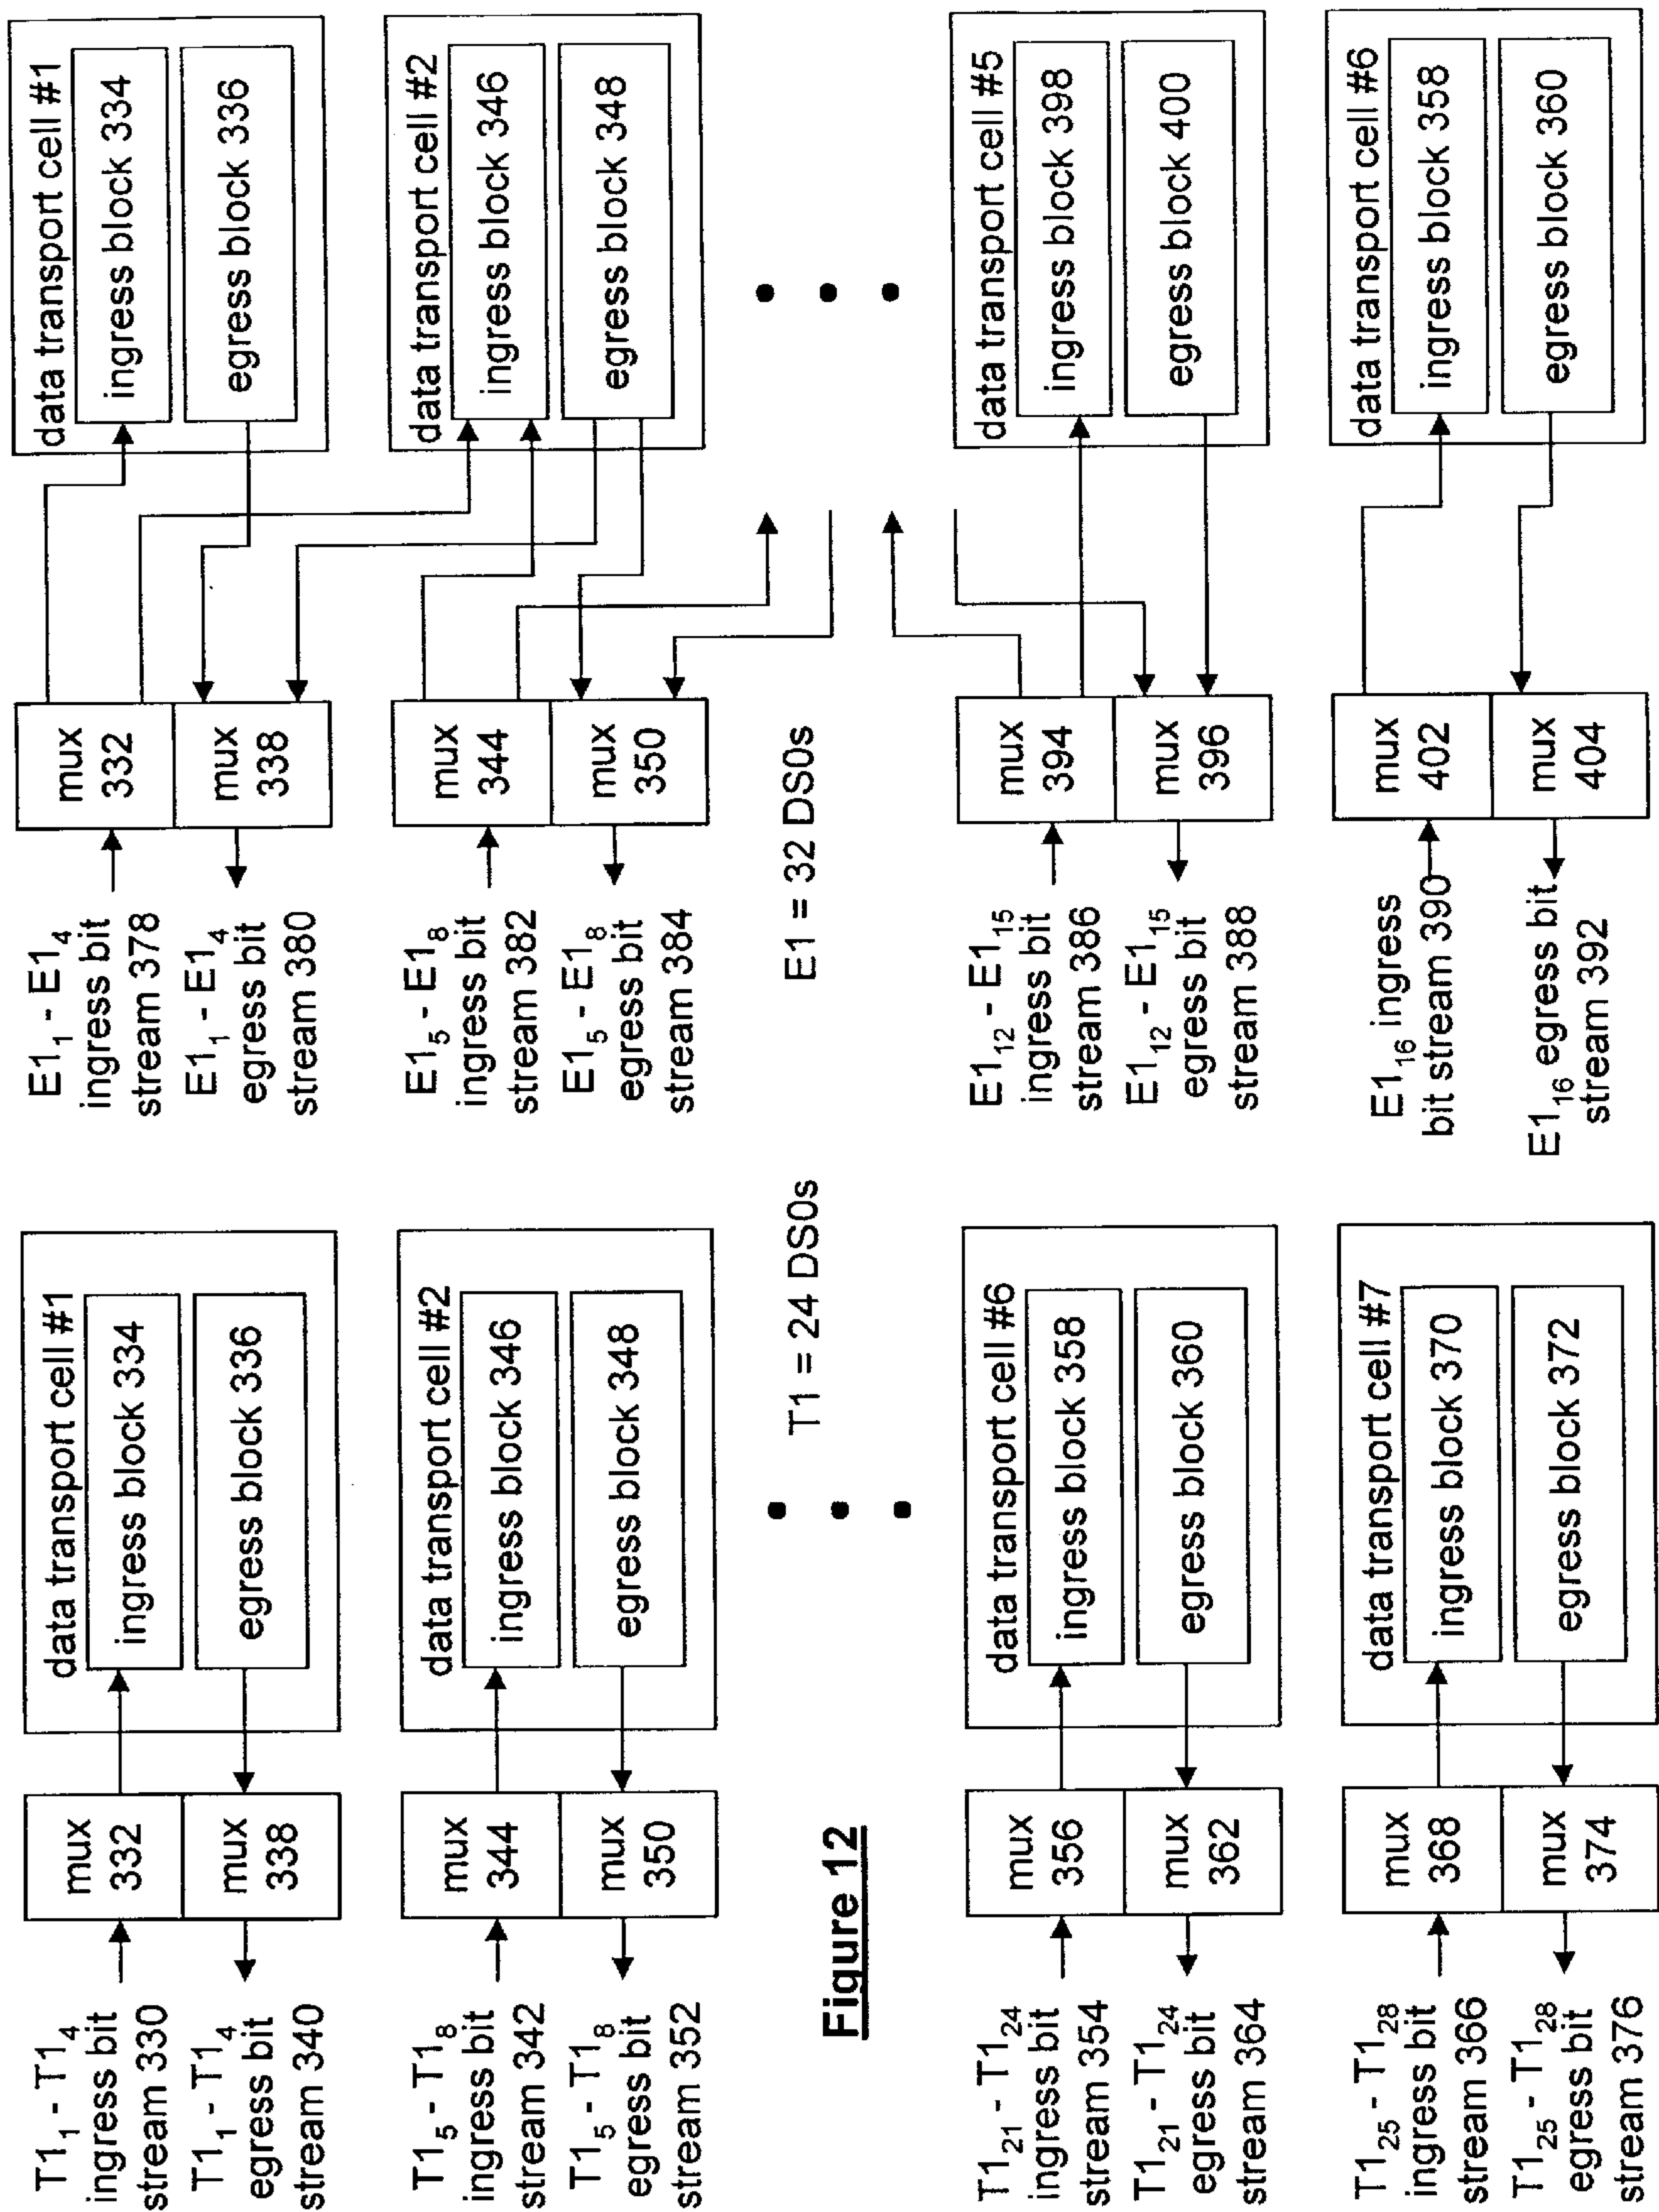 T1₁ - T1₄
ingress bit
stream 330
T1₁ - T1₄
egress bit
stream 340
mux
332
mux
338
data transport cell #1
ingress block 334
egress block 336
T1₅ - T1₈
ingress bit
stream 342
T1₅ - T1₈
egress bit
stream 352
mux
344
mux
350
data transport cell #2
ingress block 346
egress block 348
Figure 12
T1 = 24 DS0s
T1₂₁ - T1₂₄
ingress bit
stream 354
T1₂₁ - T1₂₄
egress bit
stream 364
mux
356
mux
362
data transport cell #6
ingress block 358
egress block 360
T1₂₅ - T1₂₈
ingress bit
stream 366
T1₂₅ - T1₂₈
egress bit
stream 376
mux
368
mux
374
data transport cell #7
ingress block 370
egress block 372
E1₁ - E1₄
ingress bit
stream 378
E1₁ - E1₄
egress bit
stream 380
mux
332
mux
338
data transport cell #1
ingress block 334
egress block 336
E1₅ - E1₈
ingress bit
stream 382
E1₅ - E1₈
egress bit
stream 384
mux
344
mux
350
data transport cell #2
ingress block 346
egress block 348
E1 = 32 DS0s
E1₁₂ - E1₁₅
ingress bit
stream 386
E1₁₂ - E1₁₅
egress bit
stream 388
mux
394
mux
396
data transport cell #5
ingress block 398
egress block 400
E1₁₆ ingress
bit stream 390
E1₁₆ egress bit
stream 392
mux
402
mux
404
data transport cell #6
ingress block 358
egress block 360